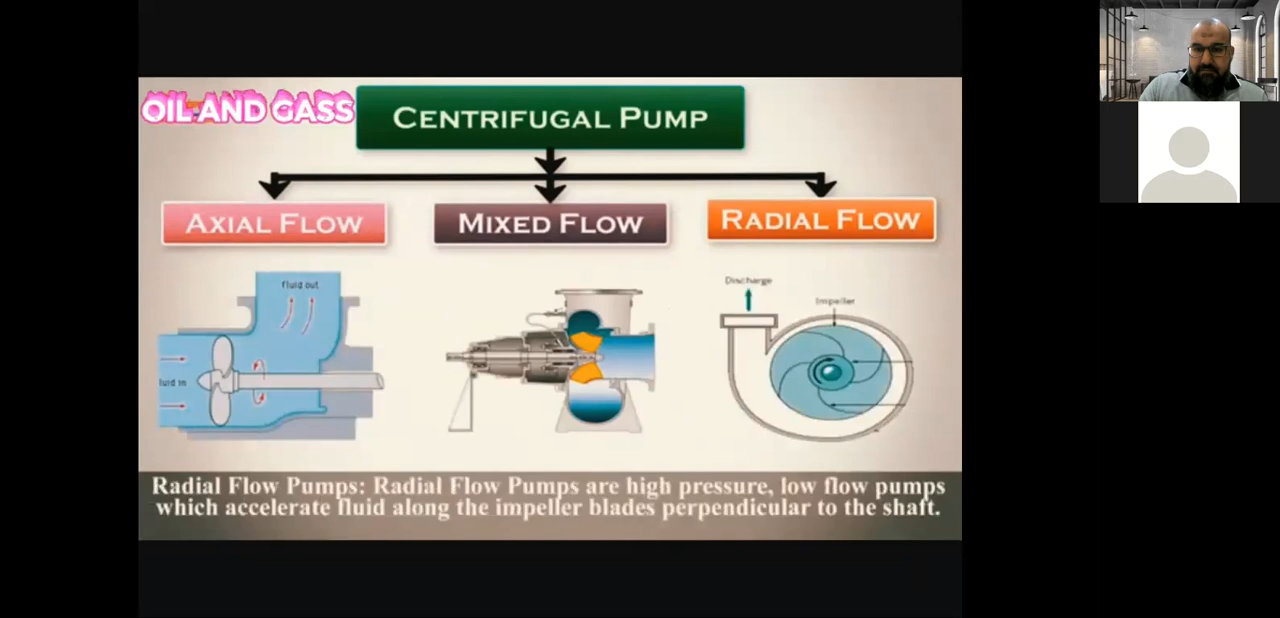 OIL AND GASS
CENTRIFUGAL PUMP
AXIAL FLOW
MIXED FLOW
RADIAL FLOW
fluid out
fluid in
Discharge
Impeller
Radial Flow Pumps: Radial Flow Pumps are high pressure, low flow pumps
which accelerate fluid along the impeller blades perpendicular to the shaft.